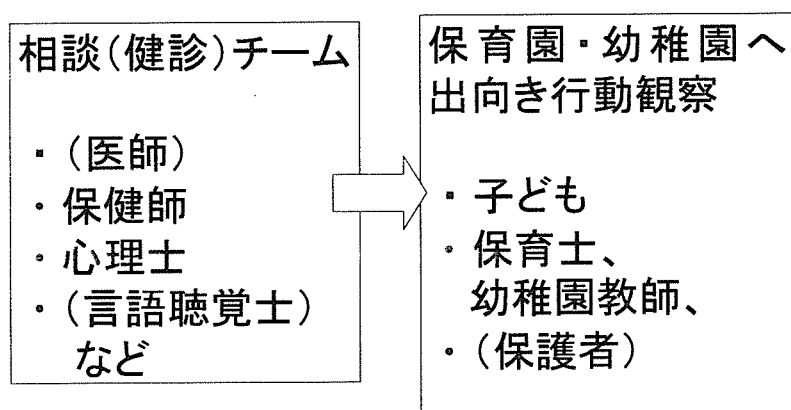 相談(健診)チーム
・(医師)
・保健師
・心理士
・(言語聴覚士)
など
保育園・幼稚園へ
出向き行動観察
・子ども
・保育士、
幼稚園教師、
・(保護者)